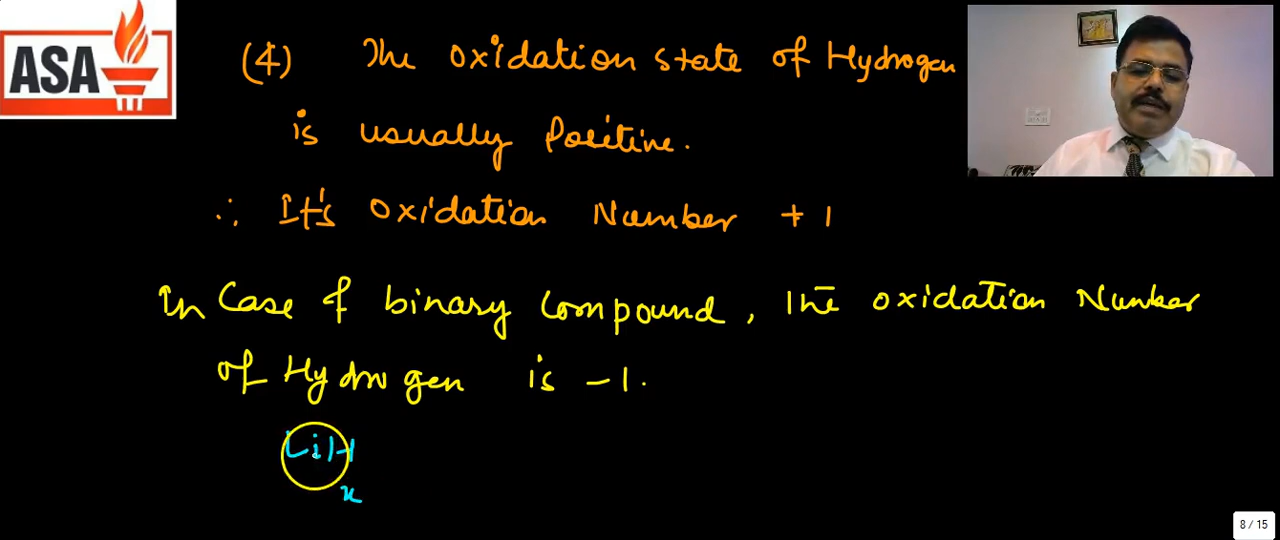 ASA
(4) The oxidation state of Hydrogen
is usually Positive.
∴ It's oxidation Number +1
In Case of binary Compound, The oxidation Number
of Hydrogen is -1.
LiH
x
8 / 15